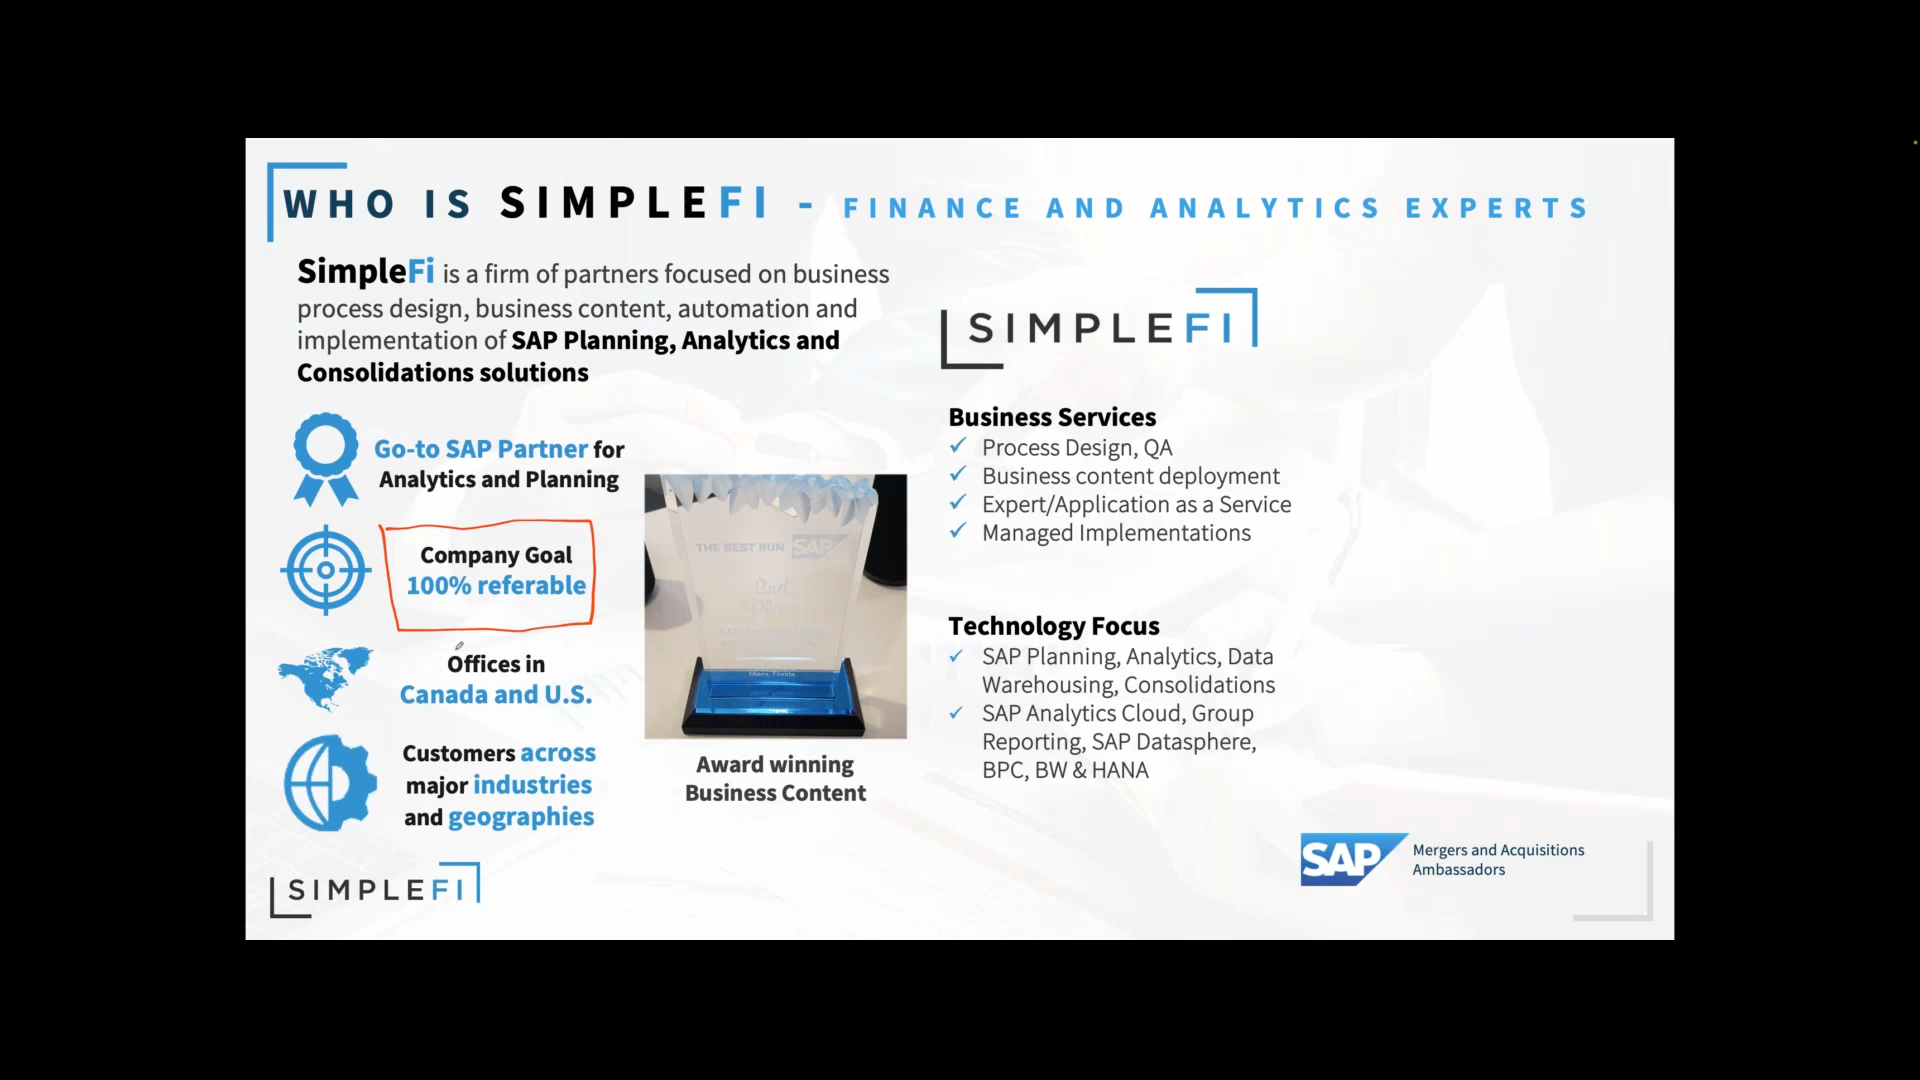 WHO IS SIMPLEFI - FINANCE AND ANALYTICS EXPERTS
SimpleFi is a firm of partners focused on business
process design, business content, automation and
implementation of SAP Planning, Analytics and
Consolidations solutions
Go-to SAP Partner for
Analytics and Planning
Company Goal
100% referable
Offices in
Canada and U.S.
Customers across
major industries
and geographies
SIMPLEFI
THE BEST RUN SAP
2nd
Place
Miami, Florida
Award winning
Business Content
SIMPLEFI
Business Services
Process Design, QA
Business content deployment
Expert/Application as a Service
Managed Implementations
Technology Focus
SAP Planning, Analytics, Data
Warehousing, Consolidations
SAP Analytics Cloud, Group
Reporting, SAP Datasphere,
BPC, BW & HANA
SAP
Mergers and Acquisitions
Ambassadors